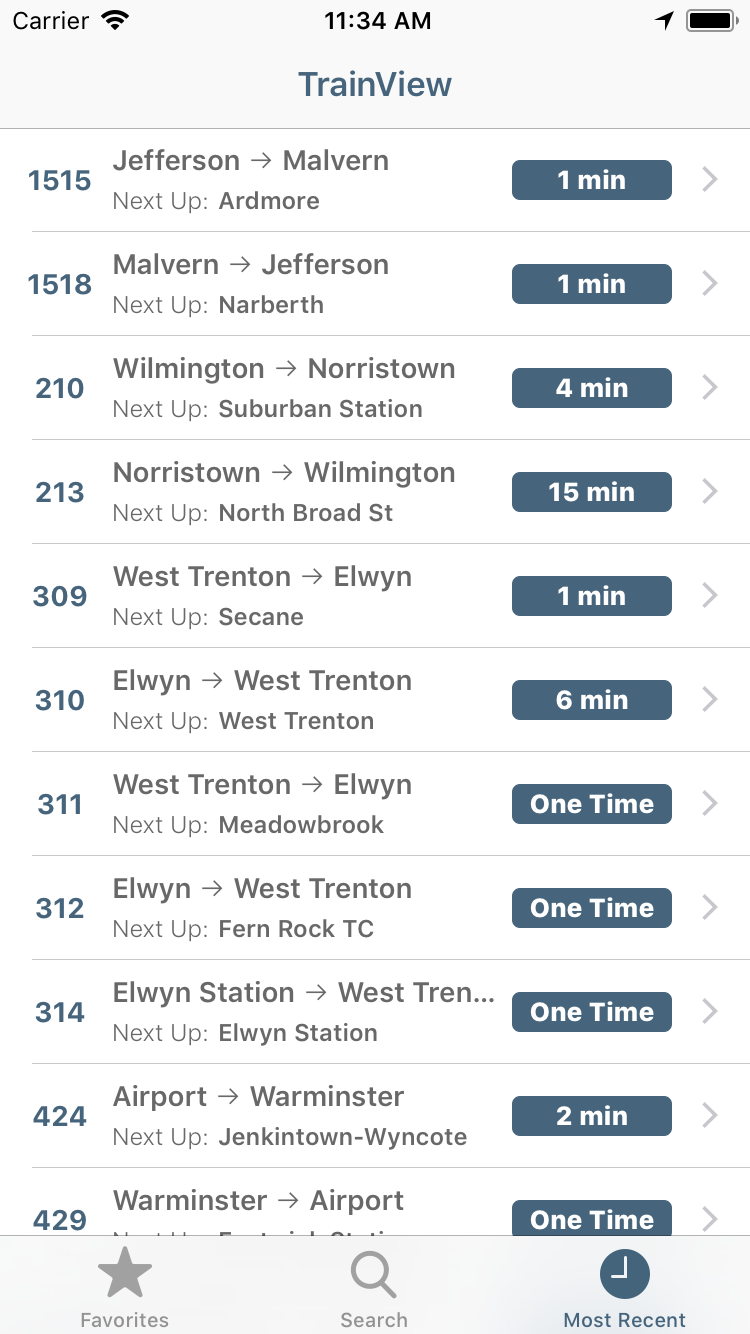 Carrier 11:34 AM
TrainView
1515 Jefferson → Malvern 1 min
Next Up: Ardmore
1518 Malvern → Jefferson 1 min
Next Up: Narberth
210 Wilmington → Norristown 4 min
Next Up: Suburban Station
213 Norristown → Wilmington 15 min
Next Up: North Broad St
309 West Trenton → Elwyn 1 min
Next Up: Secane
310 Elwyn → West Trenton 6 min
Next Up: West Trenton
311 West Trenton → Elwyn One Time
Next Up: Meadowbrook
312 Elwyn → West Trenton One Time
Next Up: Fern Rock TC
314 Elwyn Station → West Tren... One Time
Next Up: Elwyn Station
424 Airport → Warminster 2 min
Next Up: Jenkintown-Wyncote
429 Warminster → Airport One Time
Favorites Search Most Recent